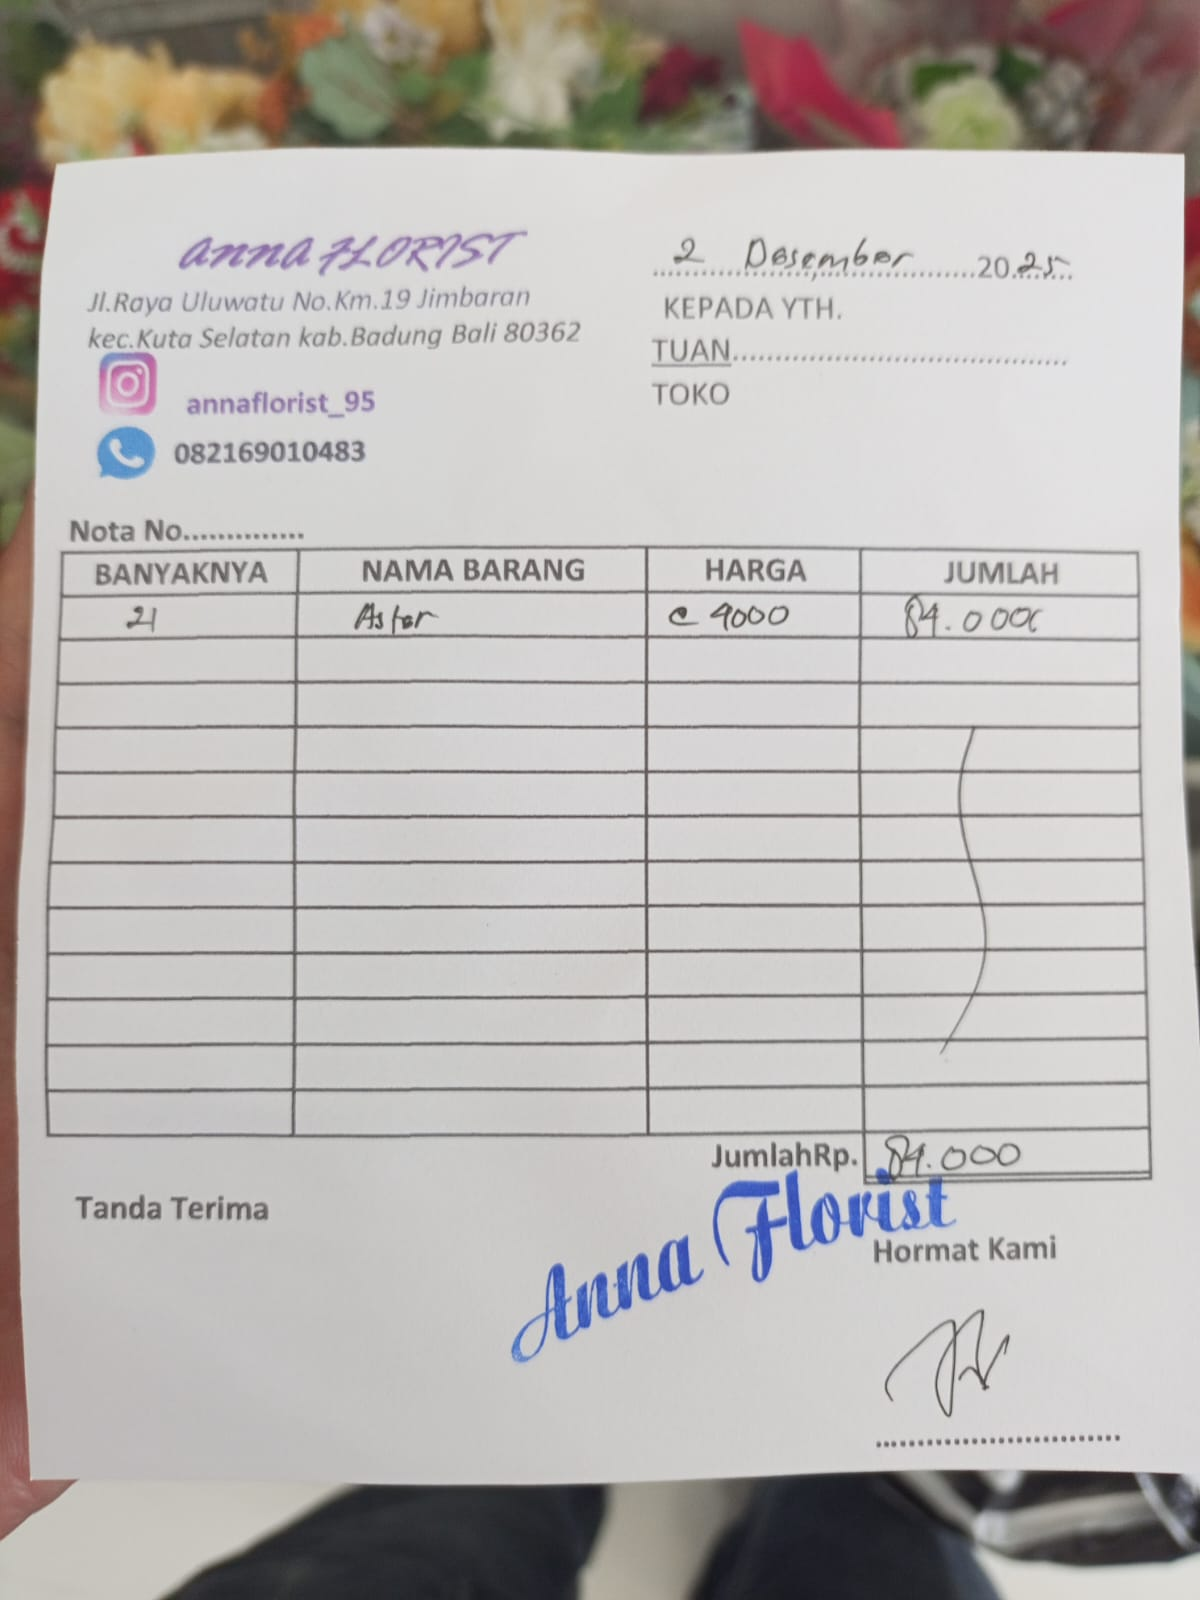 ANNA FLORIST
Jl.Raya Uluwatu No.Km.19 Jimbaran
kec.Kuta Selatan kab.Badung Bali 80362
annaflorist_95
082169010483
2 Desember 2025
KEPADA YTH.
TUAN......................................
TOKO
Nota No..............
BANYAKNYA NAMA BARANG HARGA JUMLAH
21 Aster @ 4000 84.000
JumlahRp. 84.000
Tanda Terima
Anna Florist
Hormat Kami